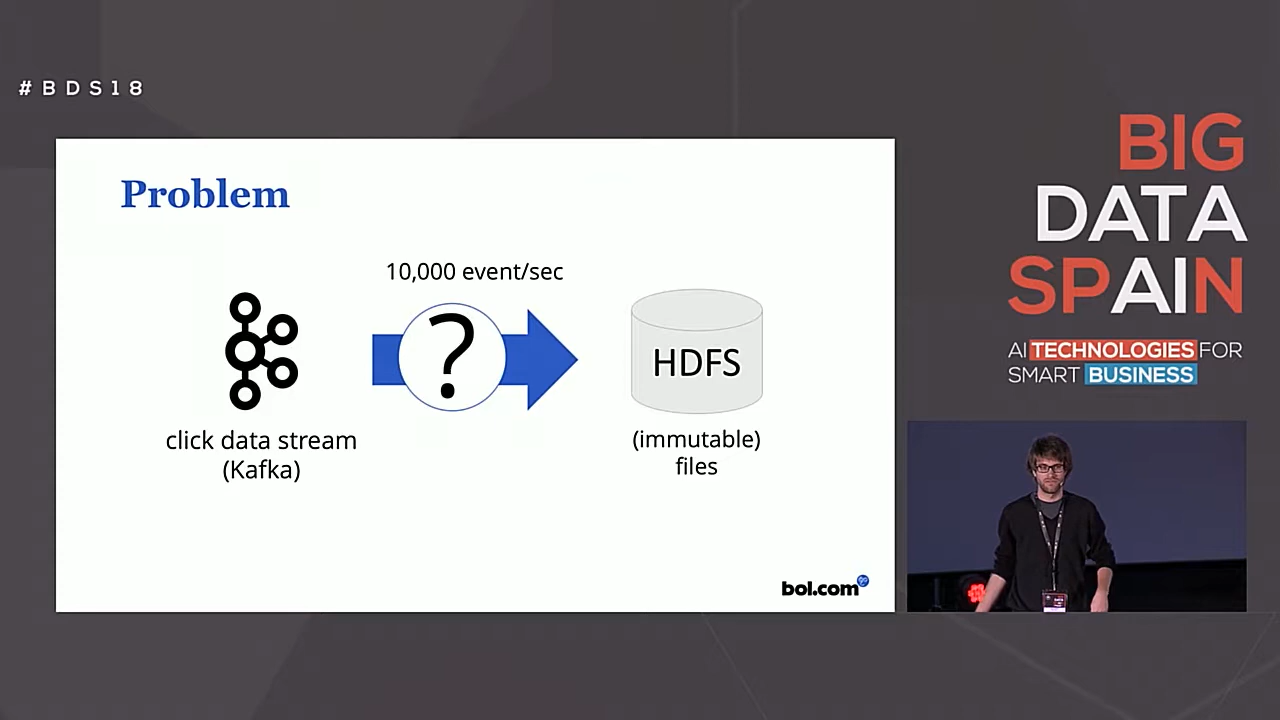 #BDS18
Problem
10,000 event/sec
?
HDFS
click data stream
(Kafka)
(immutable)
files
bol.com
BIG
DATA
SPAIN
AI TECHNOLOGIES FOR
SMART BUSINESS